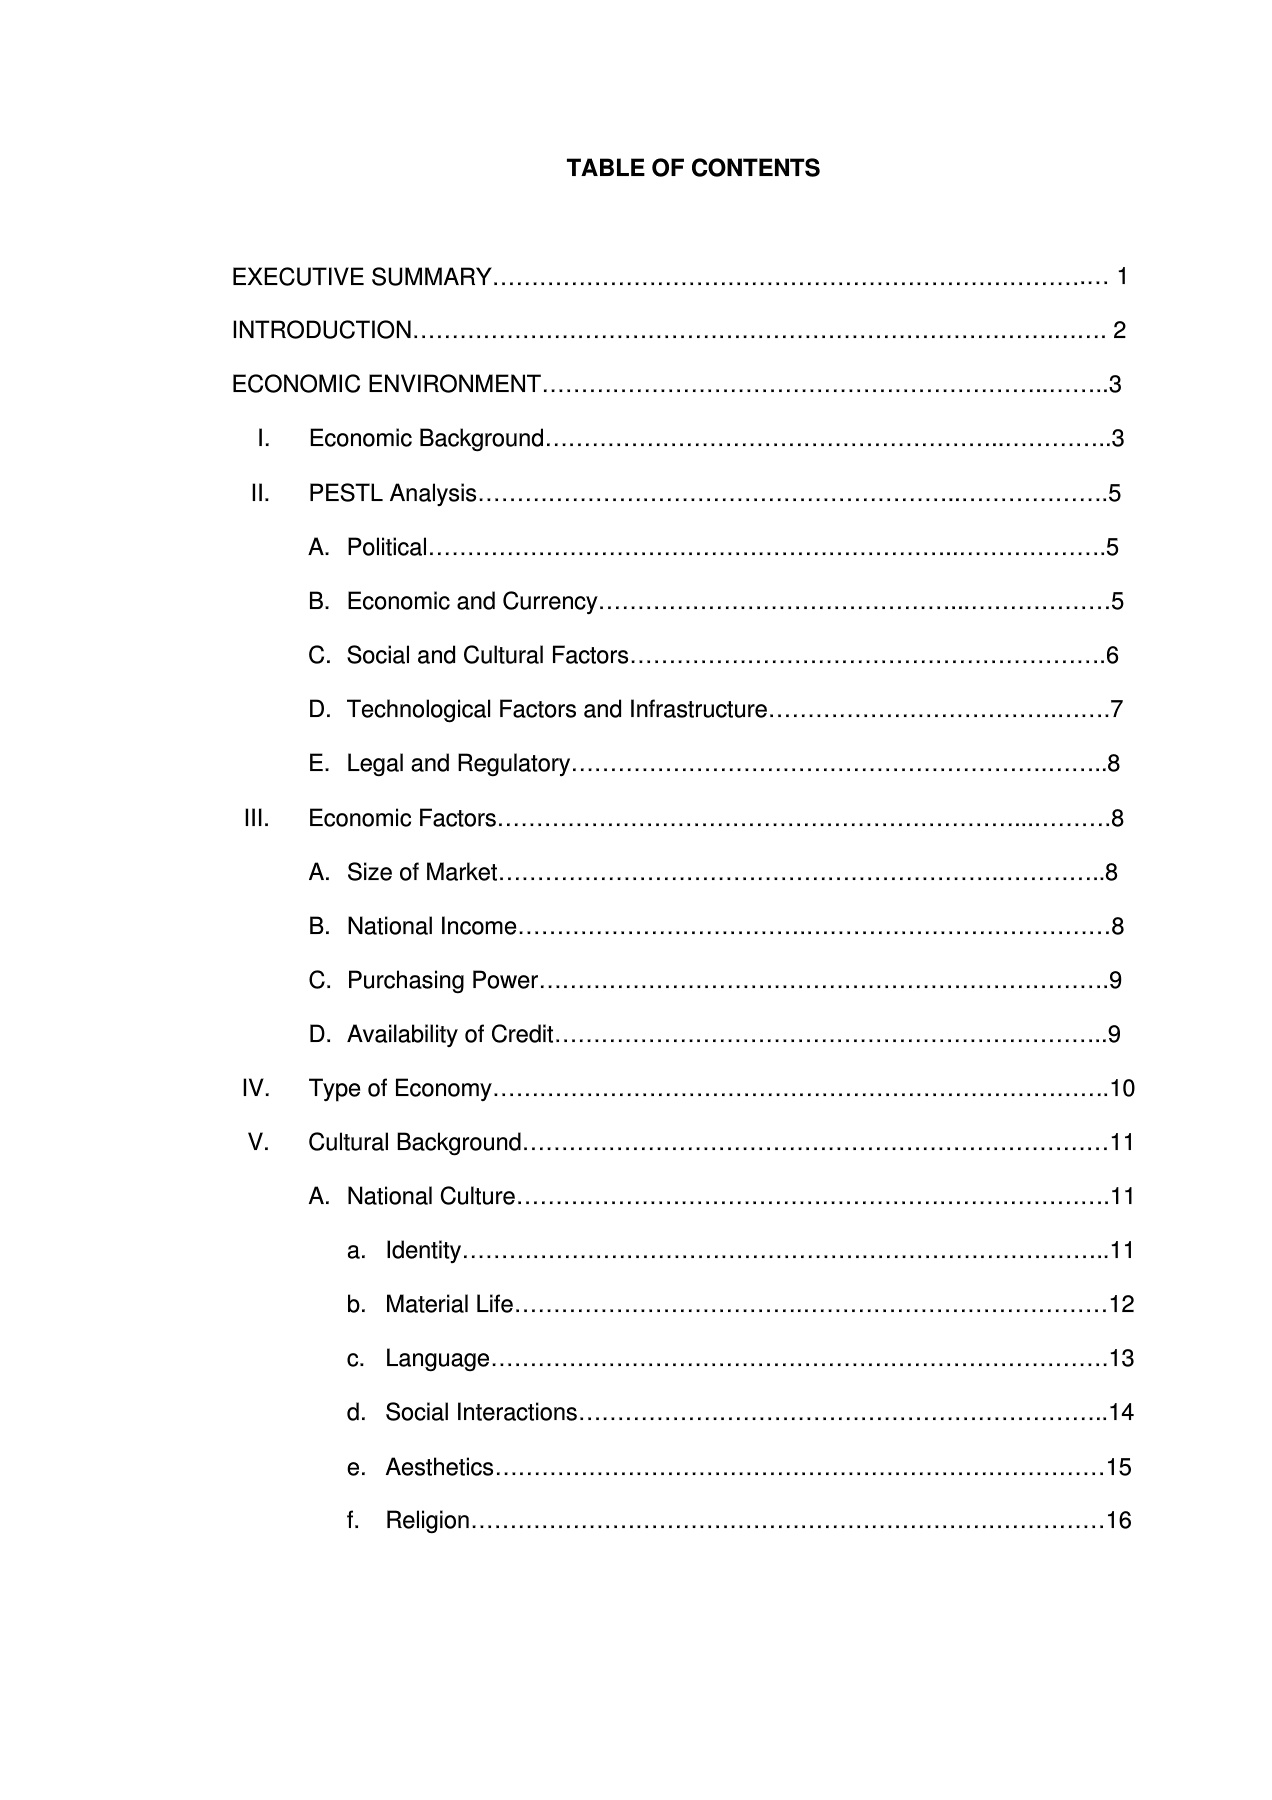 TABLE OF CONTENTS
EXECUTIVE SUMMARY……………………………………………………………………….… 1
INTRODUCTION……………………………………………………………………………….……. 2
ECONOMIC ENVIRONMENT………………………………………………………..……..3
I. Economic Background…………………………………………………..…………..3
II. PESTL Analysis……………………………………………………...……………….5
A. Political…………………………………………………………...……………….5
B. Economic and Currency………………………………………...………………5
C. Social and Cultural Factors…………………………………………………….6
D. Technological Factors and Infrastructure……………………………….…….7
E. Legal and Regulatory…………………………………………………….……..8
III. Economic Factors…………………………………………………………...………8
A. Size of Market……………………………………………………….…………..8
B. National Income………………………………..…………………………………8
C. Purchasing Power……………………………………………………….……….9
D. Availability of Credit……………………………………………………………..9
IV. Type of Economy……………………………………………………………………..10
V. Cultural Background…………………………………………………………………11
A. National Culture………………………………………………………………….11
a. Identity………………………………………………………………………..11
b. Material Life…………………………………………………………….………12
c. Language…………………………………………………………………….13
d. Social Interactions…………………………………………………………..14
e. Aesthetics……………………………………………………………………15
f. Religion………………………………………………………………………16